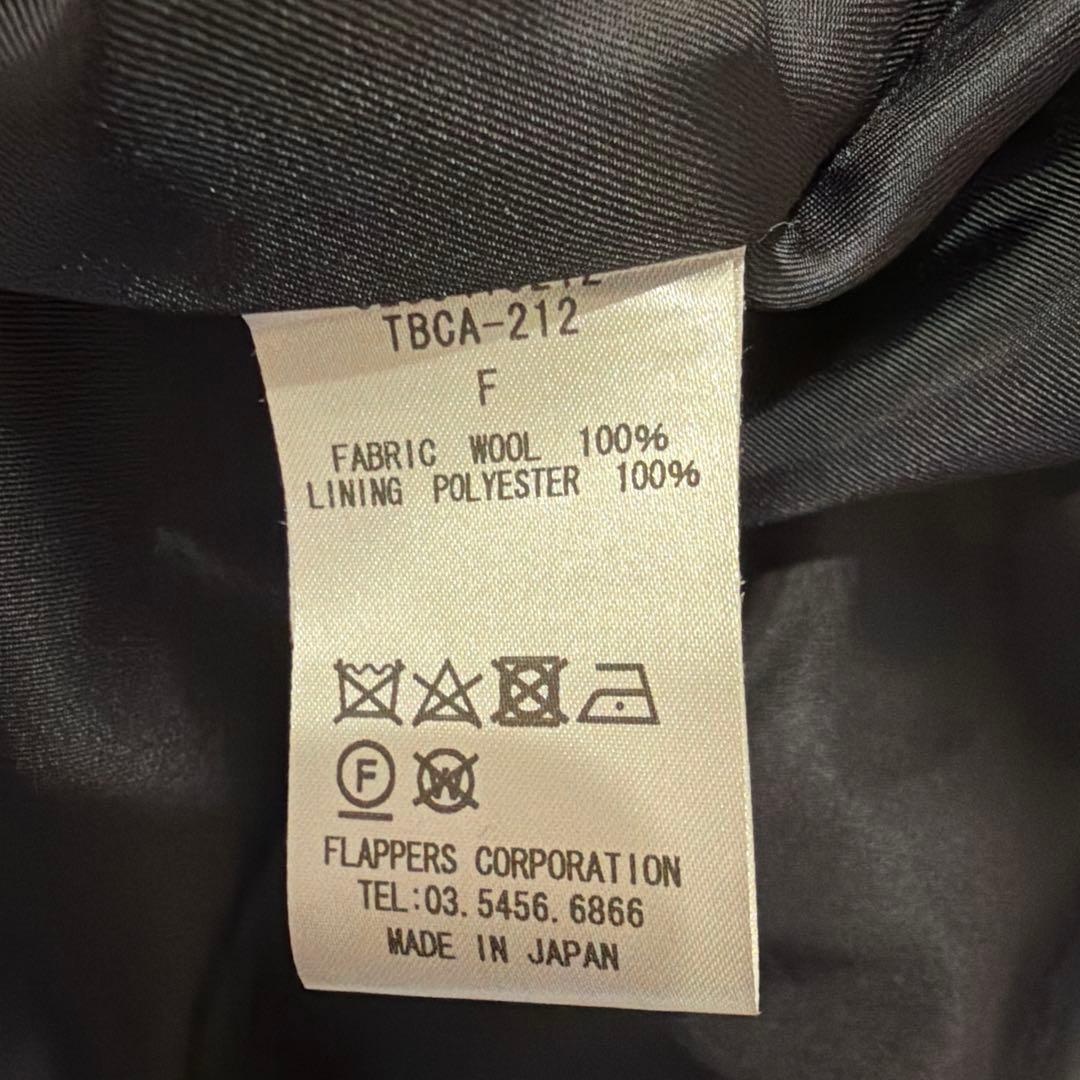 TBCA-212
F
FABRIC WOOL 100%
LINING POLYESTER 100%
F W
FLAPPERS CORPORATION
TEL:03.5456.6866
MADE IN JAPAN